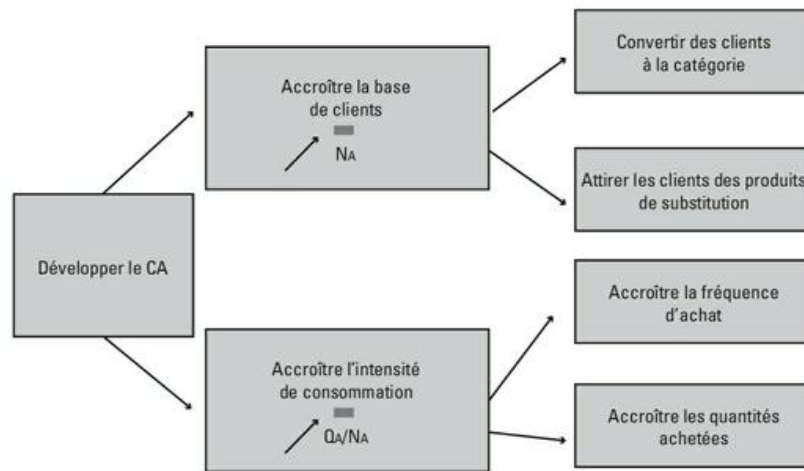 Développer le CA
Accroître la base
de clients
NA
Accroître l'intensité
de consommation
QA/NA
Convertir des clients
à la catégorie
Attirer les clients des produits
de substitution
Accroître la fréquence
d'achat
Accroître les quantités
achetées